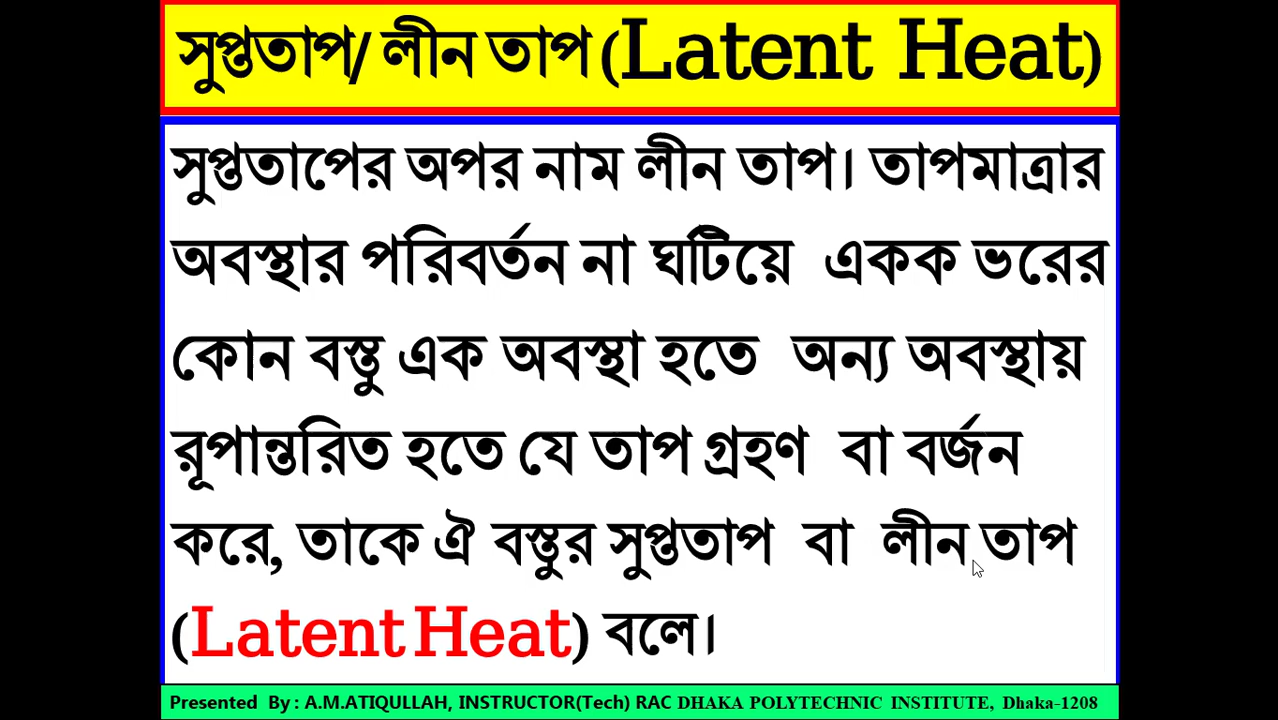 সুপ্ততাপ/ লীন তাপ (Latent Heat)
সুপ্ততাপের অপর নাম লীন তাপ। তাপমাত্রার
অবস্থার পরিবর্তন না ঘটিয়ে একক ভরের
কোন বস্তু এক অবস্থা হতে অন্য অবস্থায়
রূপান্তরিত হতে যে তাপ গ্রহণ বা বর্জন
করে, তাকে ঐ বস্তুর সুপ্ততাপ বা লীন তাপ
(Latent Heat) বলে।
Presented By : A.M.ATIQULLAH, INSTRUCTOR(Tech) RAC DHAKA POLYTECHNIC INSTITUTE, Dhaka-1208